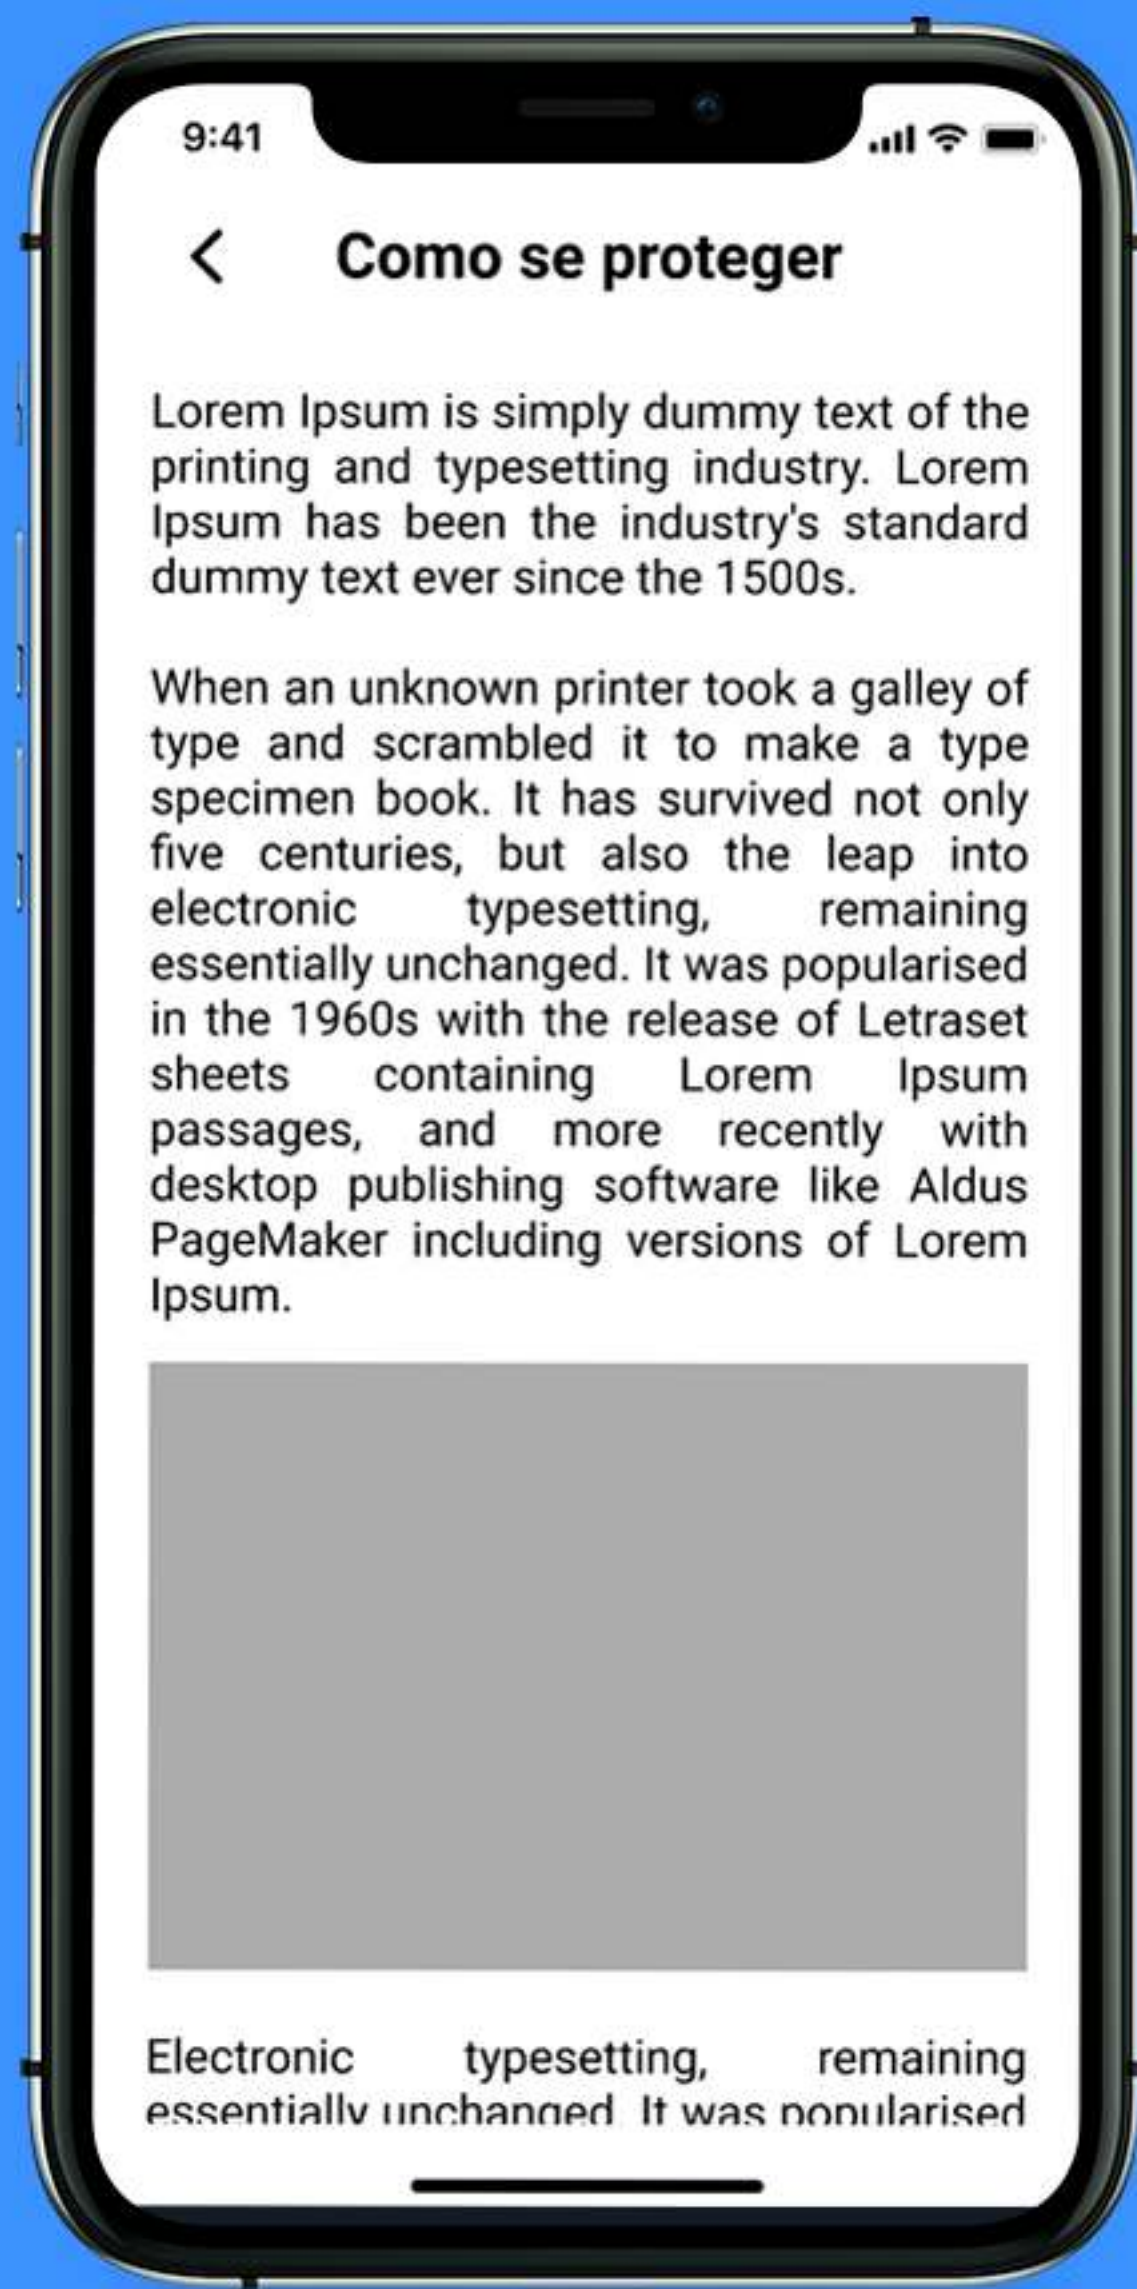 9:41
Como se proteger
Lorem Ipsum is simply dummy text of the
printing and typesetting industry. Lorem
Ipsum has been the industry's standard
dummy text ever since the 1500s.
When an unknown printer took a galley of
type and scrambled it to make a type
specimen book. It has survived not only
five centuries, but also the leap into
electronic typesetting, remaining
essentially unchanged. It was popularised
in the 1960s with the release of Letraset
sheets containing Lorem Ipsum
passages, and more recently with
desktop publishing software like Aldus
PageMaker including versions of Lorem
Ipsum.
Electronic typesetting, remaining
essentially unchanged. It was popularised